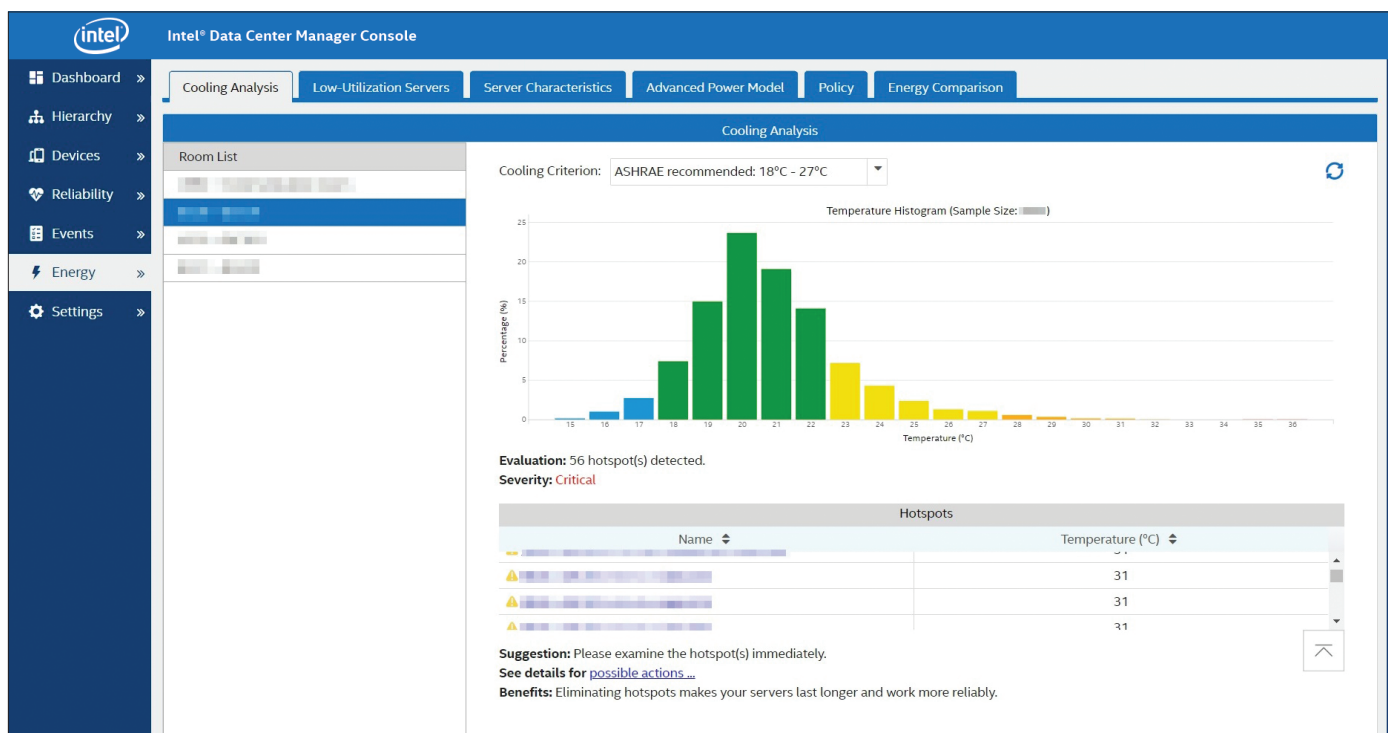 intel
Intel® Data Center Manager Console
Dashboard »
Hierarchy »
Devices »
Reliability »
Events »
Energy »
Settings »
Cooling Analysis
Low-Utilization Servers
Server Characteristics
Advanced Power Model
Policy
Energy Comparison
Cooling Analysis
Room List
Cooling Criterion: ASHRAE recommended: 18°C - 27°C
Temperature Histogram (Sample Size: )
Percentage (%)
25
20
15
10
5
0
15 16 17 18 19 20 21 22 23 24 25 26 27 28 29 30 31 32 33 34 35 36
Temperature (°C)
Evaluation: 56 hotspot(s) detected.
Severity: Critical
Hotspots
Name Temperature (°C)
31
31
31
31
Suggestion: Please examine the hotspot(s) immediately.
See details for possible actions ...
Benefits: Eliminating hotspots makes your servers last longer and work more reliably.